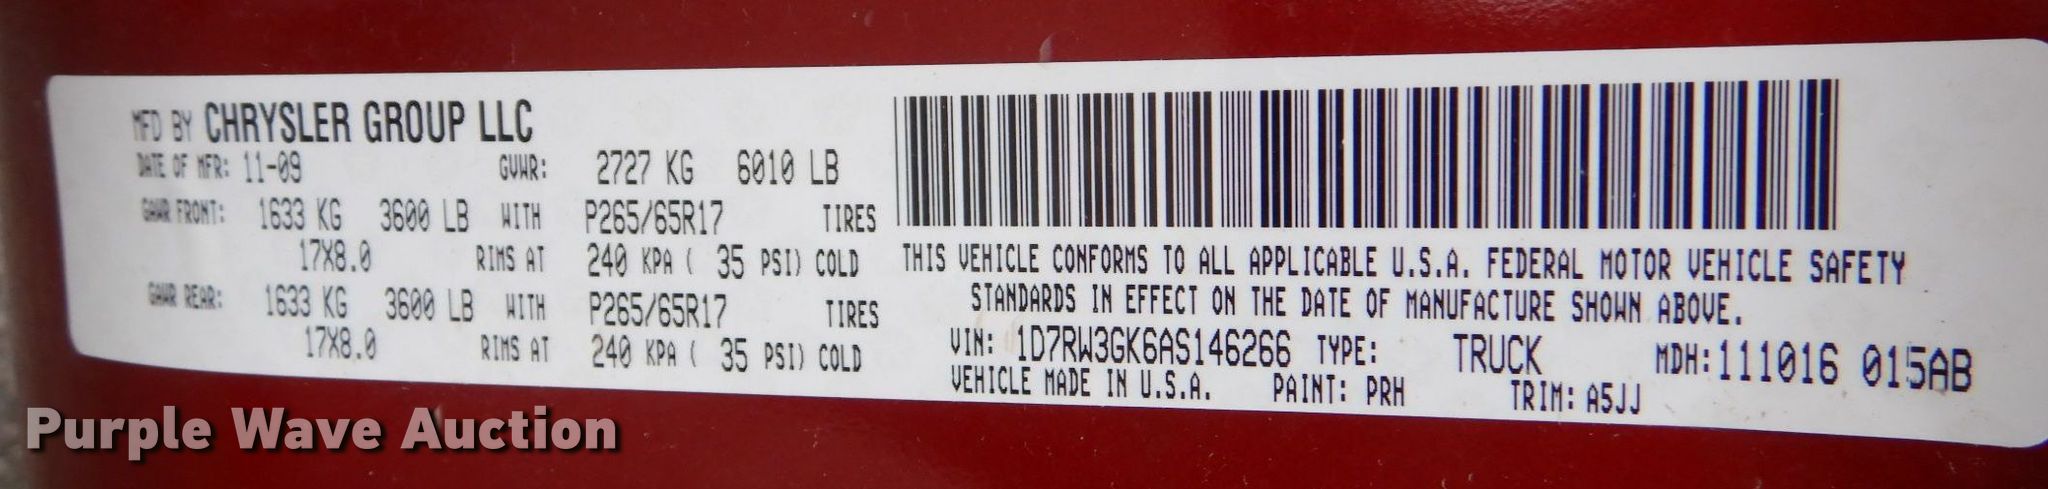 MFD BY CHRYSLER GROUP LLC
DATE OF MFR: 11-09 GVWR: 2727 KG 6010 LB
GAWR FRONT: 1633 KG 3600 LB WITH P265/65R17 TIRES
17X8.0 RIMS AT 240 KPA ( 35 PSI) COLD
GAWR REAR: 1633 KG 3600 LB WITH P265/65R17 TIRES
17X8.0 RIMS AT 240 KPA ( 35 PSI) COLD
THIS VEHICLE CONFORMS TO ALL APPLICABLE U.S.A. FEDERAL MOTOR VEHICLE SAFETY
STANDARDS IN EFFECT ON THE DATE OF MANUFACTURE SHOWN ABOVE.
VIN: 1D7RW3GK6AS146266 TYPE: TRUCK MDH: 111016 015AB
VEHICLE MADE IN U.S.A. PAINT: PRH TRIM: A5JJ
Purple Wave Auction